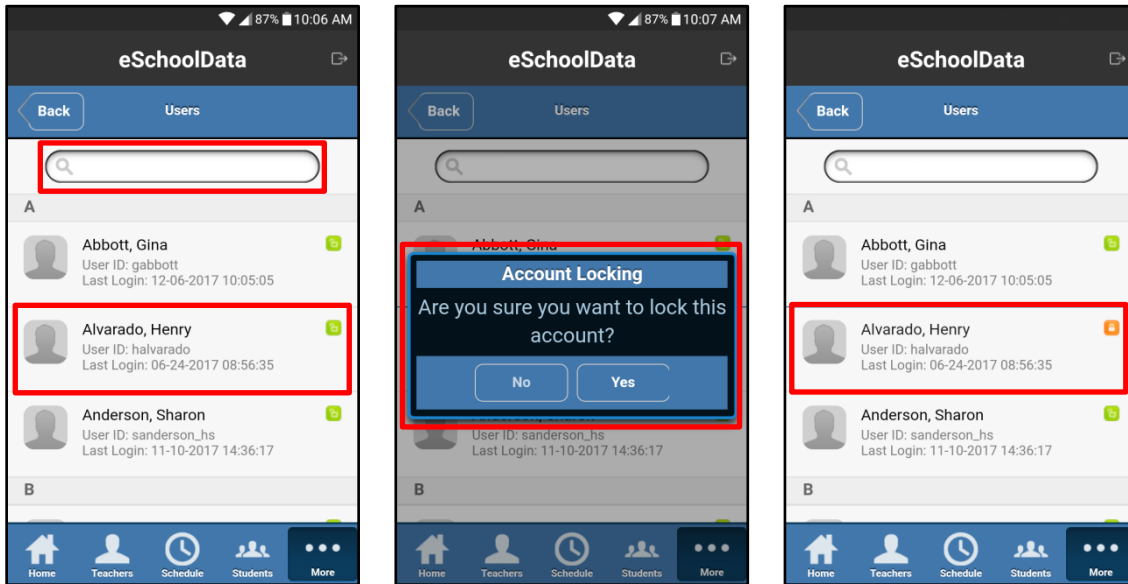 87% 10:06 AM
eSchoolData
Back
Users
A
Abbott, Gina
User ID: gabbott
Last Login: 12-06-2017 10:05:05
Alvarado, Henry
User ID: halvarado
Last Login: 06-24-2017 08:56:35
Anderson, Sharon
User ID: sanderson_hs
Last Login: 11-10-2017 14:36:17
B
Home Teachers Schedule Students More
87% 10:07 AM
eSchoolData
Back
Users
A
Abbott, Gina
Account Locking
Are you sure you want to lock this
account?
No Yes
Anderson, Sharon
User ID: sanderson_hs
Last Login: 11-10-2017 14:36:17
B
Home Teachers Schedule Students More
eSchoolData
Back
Users
A
Abbott, Gina
User ID: gabbott
Last Login: 12-06-2017 10:05:05
Alvarado, Henry
User ID: halvarado
Last Login: 06-24-2017 08:56:35
Anderson, Sharon
User ID: sanderson_hs
Last Login: 11-10-2017 14:36:17
B
Home Teachers Schedule Students More